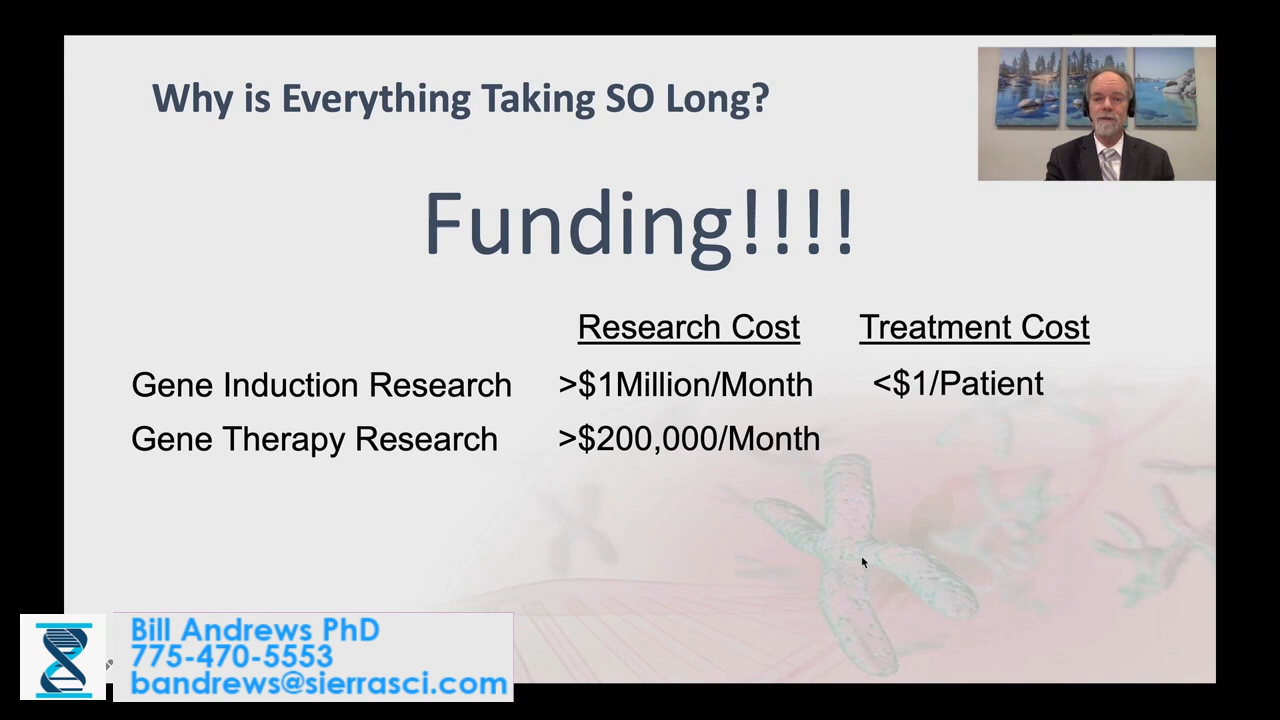 Why is Everything Taking SO Long?
Funding!!!!
Research Cost Treatment Cost
Gene Induction Research >$1Million/Month <$1/Patient
Gene Therapy Research >$200,000/Month
Bill Andrews PhD
775-470-5553
bandrews@sierrasci.com